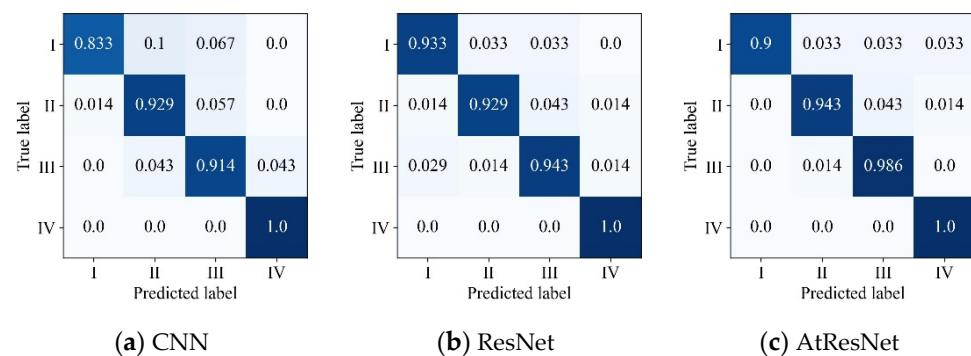 I 0.833 0.1 0.067 0.0
II 0.014 0.929 0.057 0.0
III 0.0 0.043 0.914 0.043
IV 0.0 0.0 0.0 1.0
True label
I II III IV
Predicted label
(a) CNN
I 0.933 0.033 0.033 0.0
II 0.014 0.929 0.043 0.014
III 0.029 0.014 0.943 0.014
IV 0.0 0.0 0.0 1.0
True label
I II III IV
Predicted label
(b) ResNet
I 0.9 0.033 0.033 0.033
II 0.0 0.943 0.043 0.014
III 0.0 0.014 0.986 0.0
IV 0.0 0.0 0.0 1.0
True label
I II III IV
Predicted label
(c) AtResNet